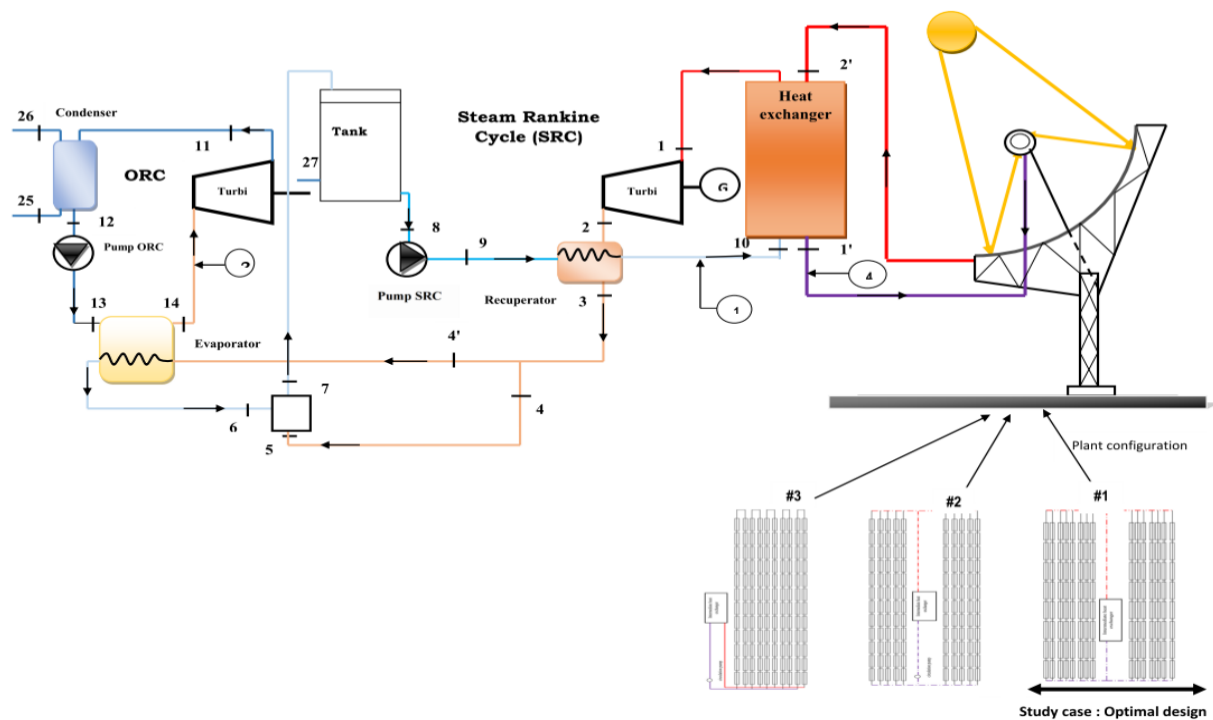 26
Condenser
11
ORC
Turbi
25
12
Pump ORC
13
14
Evaporator
Tank
27
Steam Rankine
Cycle (SRC)
8
9
Pump SRC
Recuperator
1
Turbi
G
2
3
10
1
Heat
exchanger
2'
1'
4'
4
5
6
7
Plant configuration
#3
#2
#1
Study case : Optimal design